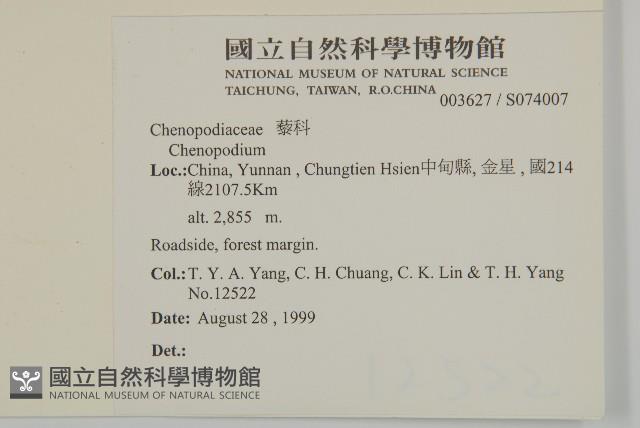 國立自然科學博物館
NATIONAL MUSEUM OF NATURAL SCIENCE
TAICHUNG, TAIWAN, R.O.CHINA
003627 / S074007
Chenopodiaceae 藜科
Chenopodium
Loc.:China, Yunnan , Chungtien Hsien中甸縣, 金星 , 國214
線2107.5Km
alt. 2,855 m.
Roadside, forest margin.
Col.:T. Y. A. Yang, C. H. Chuang, C. K. Lin & T. H. Yang
No.12522
Date: August 28 , 1999
Det.:
12522
國立自然科學博物館
NATIONAL MUSEUM OF NATURAL SCIENCE